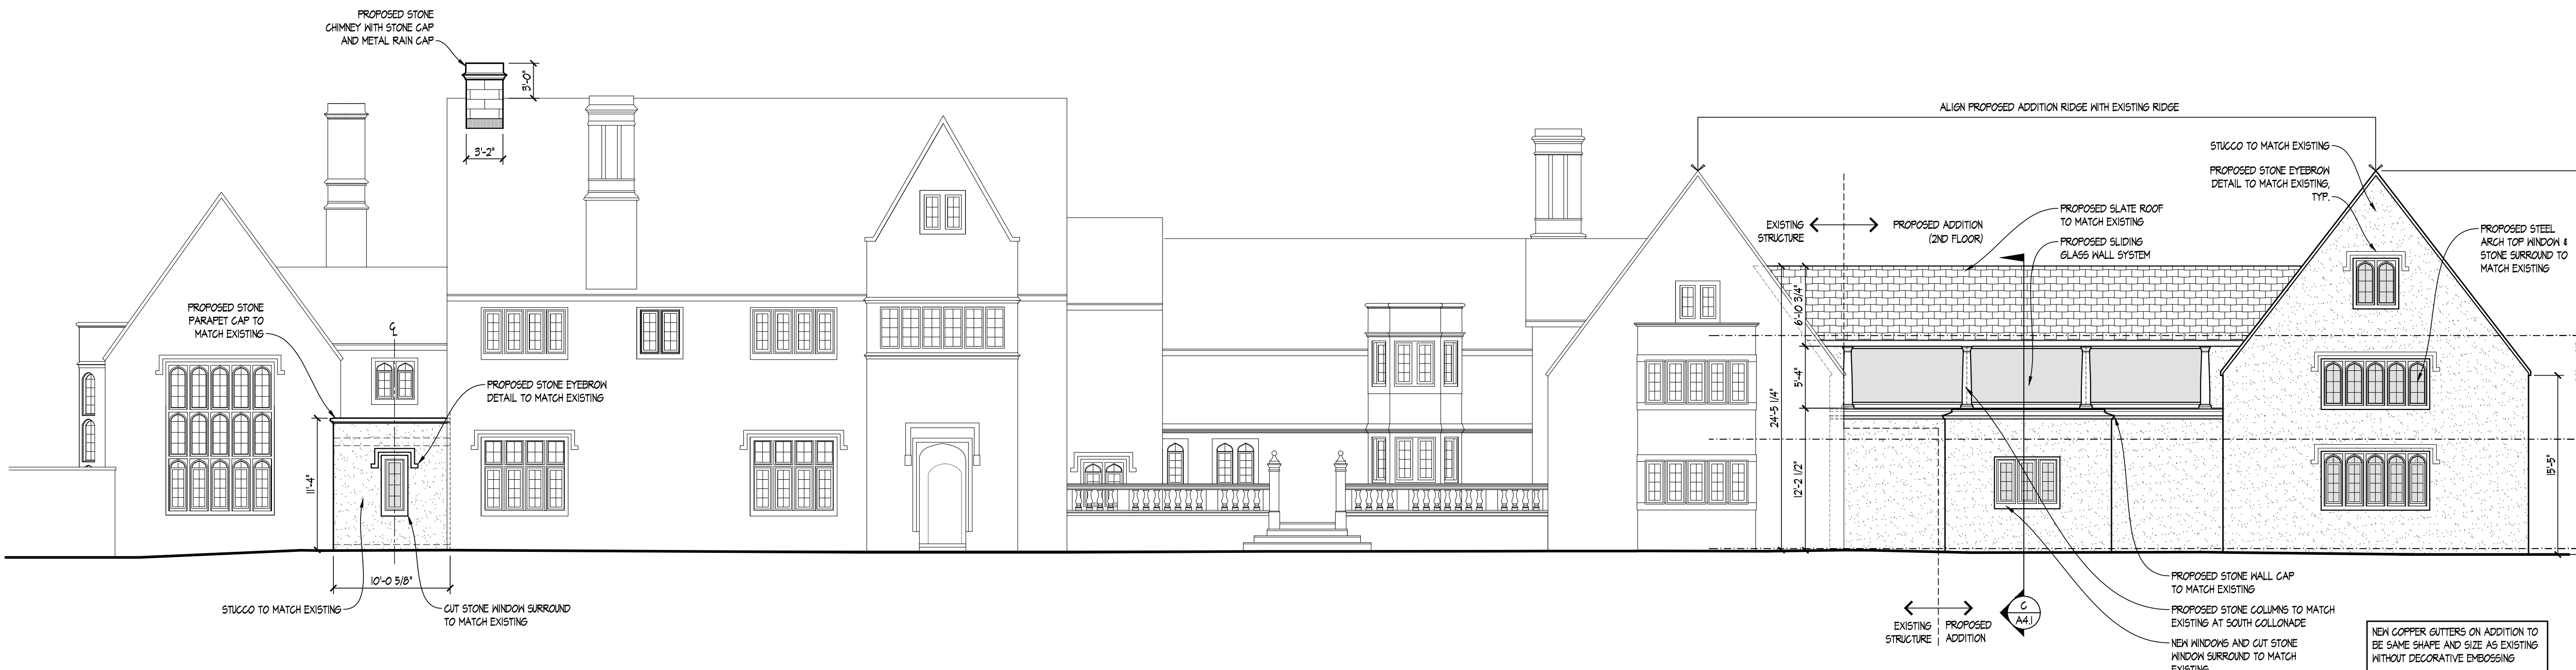 PROPOSED STONE
CHIMNEY WITH STONE CAP
AND METAL RAIN CAP
3'-0"
3'-2"
ALIGN PROPOSED ADDITION RIDGE WITH EXISTING RIDGE
STUCCO TO MATCH EXISTING
PROPOSED STONE EYEBROW
DETAIL TO MATCH EXISTING,
TYP.
EXISTING
STRUCTURE
PROPOSED ADDITION
(2ND FLOOR)
PROPOSED SLATE ROOF
TO MATCH EXISTING
PROPOSED SLIDING
GLASS WALL SYSTEM
PROPOSED STEEL
ARCH TOP WINDOW &
STONE SURROUND TO
MATCH EXISTING
PROPOSED STONE
PARAPET CAP TO
MATCH EXISTING
CL
PROPOSED STONE EYEBROW
DETAIL TO MATCH EXISTING
6'-10 3/4"
5'-4"
24'-5 1/4"
12'-2 1/2"
15'-5"
11'-4"
10'-0 5/8"
STUCCO TO MATCH EXISTING
CUT STONE WINDOW SURROUND
TO MATCH EXISTING
EXISTING
STRUCTURE
PROPOSED
ADDITION
C
A4.1
PROPOSED STONE WALL CAP
TO MATCH EXISTING
PROPOSED STONE COLUMNS TO MATCH
EXISTING AT SOUTH COLLONADE
NEW WINDOWS AND CUT STONE
WINDOW SURROUND TO MATCH
EXISTING
NEW COPPER GUTTERS ON ADDITION TO
BE SAME SHAPE AND SIZE AS EXISTING
WITHOUT DECORATIVE EMBOSSING